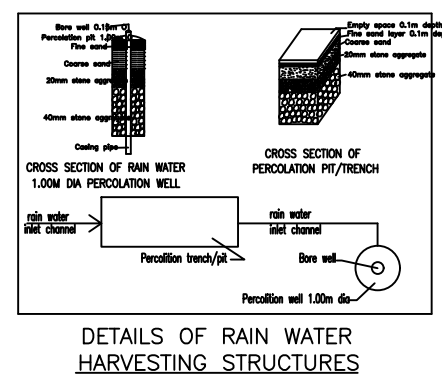 Bore well 0.15m
Percolation pit 1.00m
Fine sand
Coarse sand
20mm stone aggre
40mm stone aggregate
Casing pipe
CROSS SECTION OF RAIN WATER
1.00M DIA PERCOLATION WELL
Empty space 0.1m depth
Fine sand layer 0.1m dep
Coarse sand
20mm stone aggregate
40mm stone aggregate
CROSS SECTION OF
PERCOLATION PIT/TRENCH
rain water
inlet channel
Percolition trench/pit
rain water
inlet channel
Bore well
Percolition well 1.00m dia
DETAILS OF RAIN WATER
HARVESTING STRUCTURES